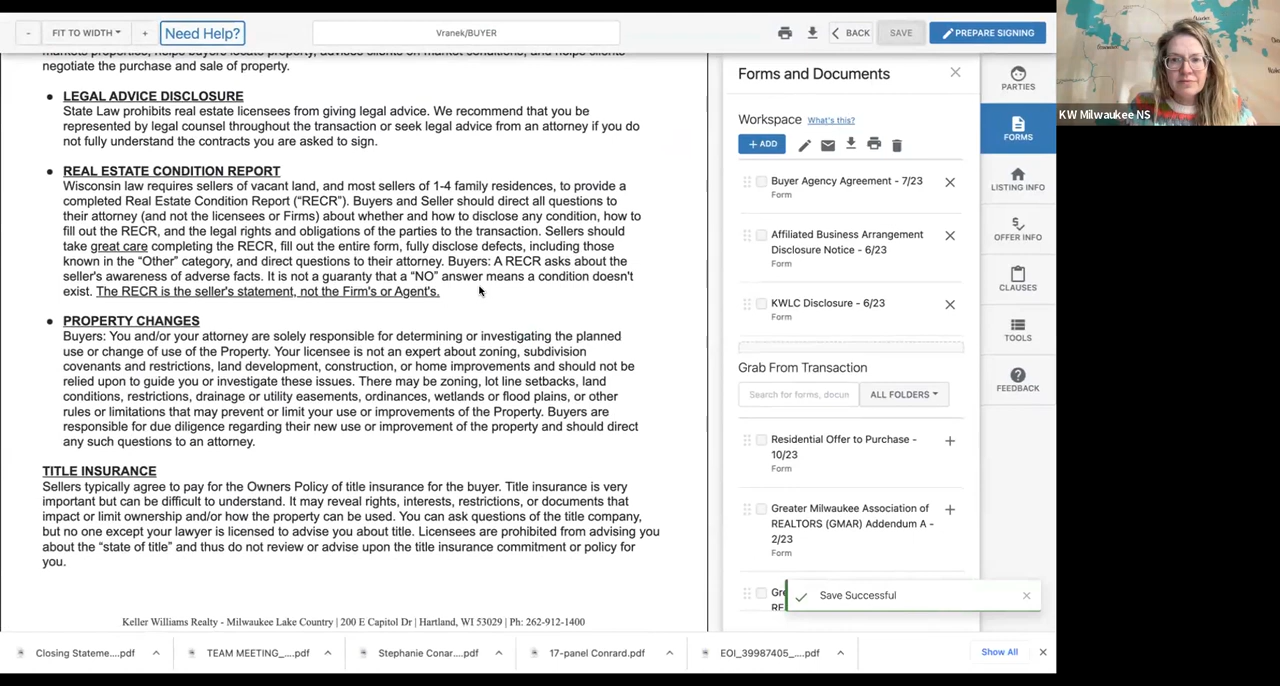 -
FIT TO WIDTH
+
Need Help?
Vranek/BUYER
BACK
SAVE
PREPARE SIGNING
negotiate the purchase and sale of property.
● LEGAL ADVICE DISCLOSURE
State Law prohibits real estate licensees from giving legal advice. We recommend that you be
represented by legal counsel throughout the transaction or seek legal advice from an attorney if you do
not fully understand the contracts you are asked to sign.
● REAL ESTATE CONDITION REPORT
Wisconsin law requires sellers of vacant land, and most sellers of 1-4 family residences, to provide a
completed Real Estate Condition Report (“RECR”). Buyers and Seller should direct all questions to
their attorney (and not the licensees or Firms) about whether and how to disclose any condition, how to
fill out the RECR, and the legal rights and obligations of the parties to the transaction. Sellers should
take great care completing the RECR, fill out the entire form, fully disclose defects, including those
known in the “Other” category, and direct questions to their attorney. Buyers: A RECR asks about the
seller's awareness of adverse facts. It is not a guaranty that a “NO” answer means a condition doesn't
exist. The RECR is the seller's statement, not the Firm's or Agent's.
● PROPERTY CHANGES
Buyers: You and/or your attorney are solely responsible for determining or investigating the planned
use or change of use of the Property. Your licensee is not an expert about zoning, subdivision
covenants and restrictions, land development, construction, or home improvements and should not be
relied upon to guide you or investigate these issues. There may be zoning, lot line setbacks, land
conditions, restrictions, drainage or utility easements, ordinances, wetlands or flood plains, or other
rules or limitations that may prevent or limit your use or improvements of the Property. Buyers are
responsible for due diligence regarding their new use or improvement of the property and should direct
any such questions to an attorney.
TITLE INSURANCE
Sellers typically agree to pay for the Owners Policy of title insurance for the buyer. Title insurance is very
important but can be difficult to understand. It may reveal rights, interests, restrictions, or documents that
impact or limit ownership and/or how the property can be used. You can ask questions of the title company,
but no one except your lawyer is licensed to advise you about title. Licensees are prohibited from advising you
about the “state of title” and thus do not review or advise upon the title insurance commitment or policy for
you.
Keller Williams Realty - Milwaukee Lake Country | 200 E Capitol Dr | Hartland, WI 53029 | Ph: 262-912-1400
Forms and Documents
Workspace What's this?
+ ADD
Buyer Agency Agreement - 7/23
Form
Affiliated Business Arrangement
Disclosure Notice - 6/23
Form
KWLC Disclosure - 6/23
Form
Grab From Transaction
Search for forms, docun
ALL FOLDERS
Residential Offer to Purchase -
10/23
Form
Greater Milwaukee Association of
REALTORS (GMAR) Addendum A -
2/23
Form
Gre
RE
Save Successful
PARTIES
FORMS
LISTING INFO
OFFER INFO
CLAUSES
TOOLS
FEEDBACK
KW Milwaukee NS
Closing Stateme....pdf
TEAM MEETING_....pdf
Stephanie Conar....pdf
17-panel Conrard.pdf
EOI_39987405_....pdf
Show All